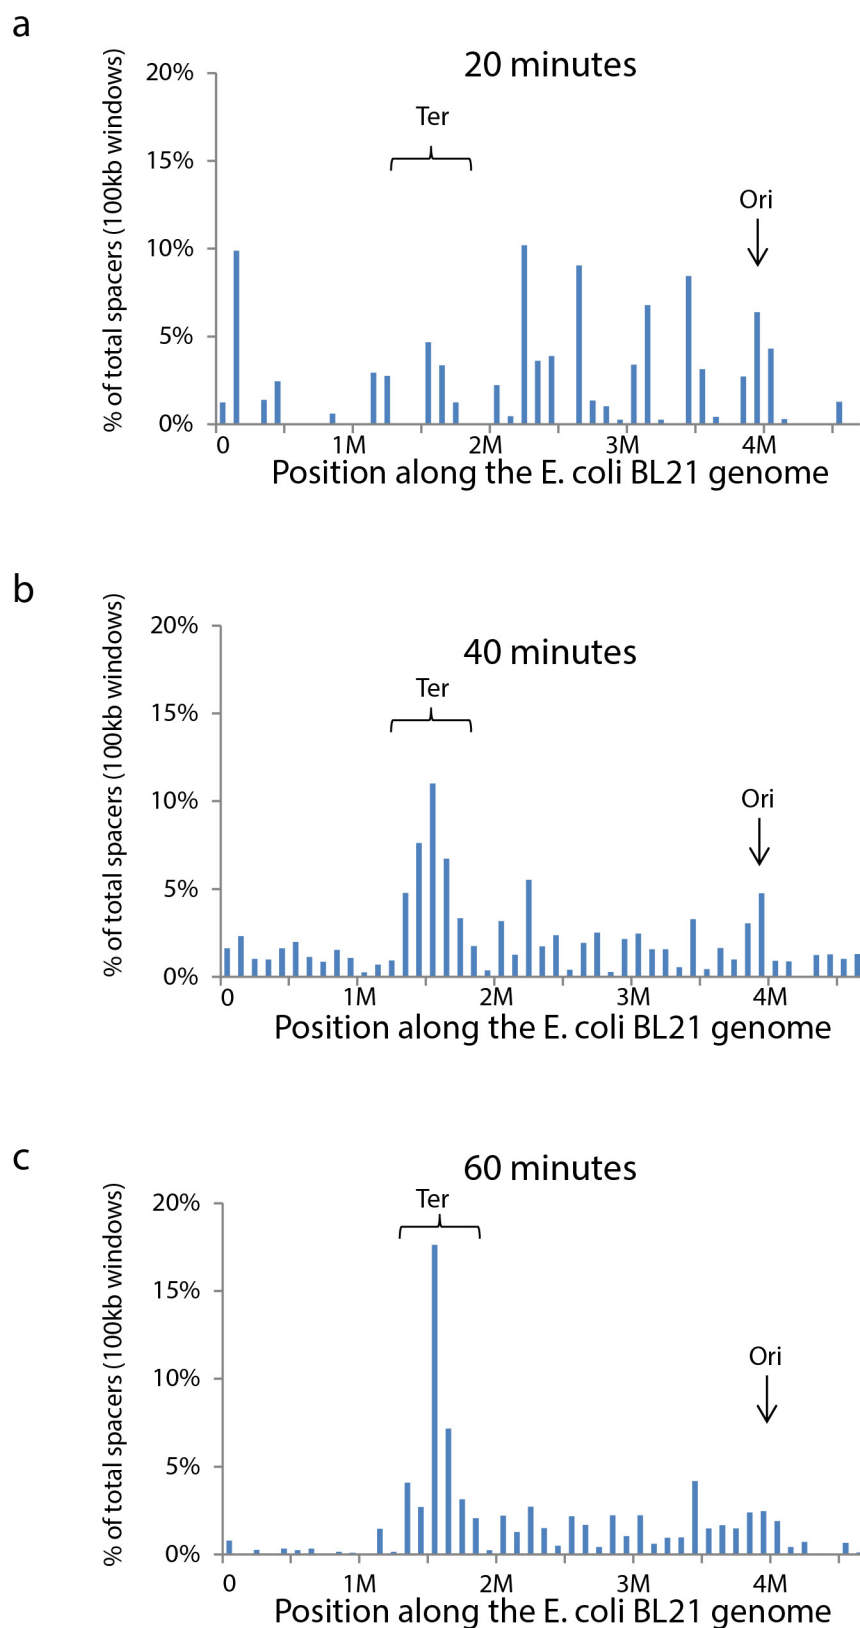 a
20 minutes
% of total spacers (100kb windows)
20%
15%
10%
5%
0%
Ter
Ori
0 1M 2M 3M 4M
Position along the E. coli BL21 genome
b
40 minutes
% of total spacers (100kb windows)
20%
15%
10%
5%
0%
Ter
Ori
0 1M 2M 3M 4M
Position along the E. coli BL21 genome
c
60 minutes
% of total spacers (100kb windows)
20%
15%
10%
5%
0%
Ter
Ori
0 1M 2M 3M 4M
Position along the E. coli BL21 genome